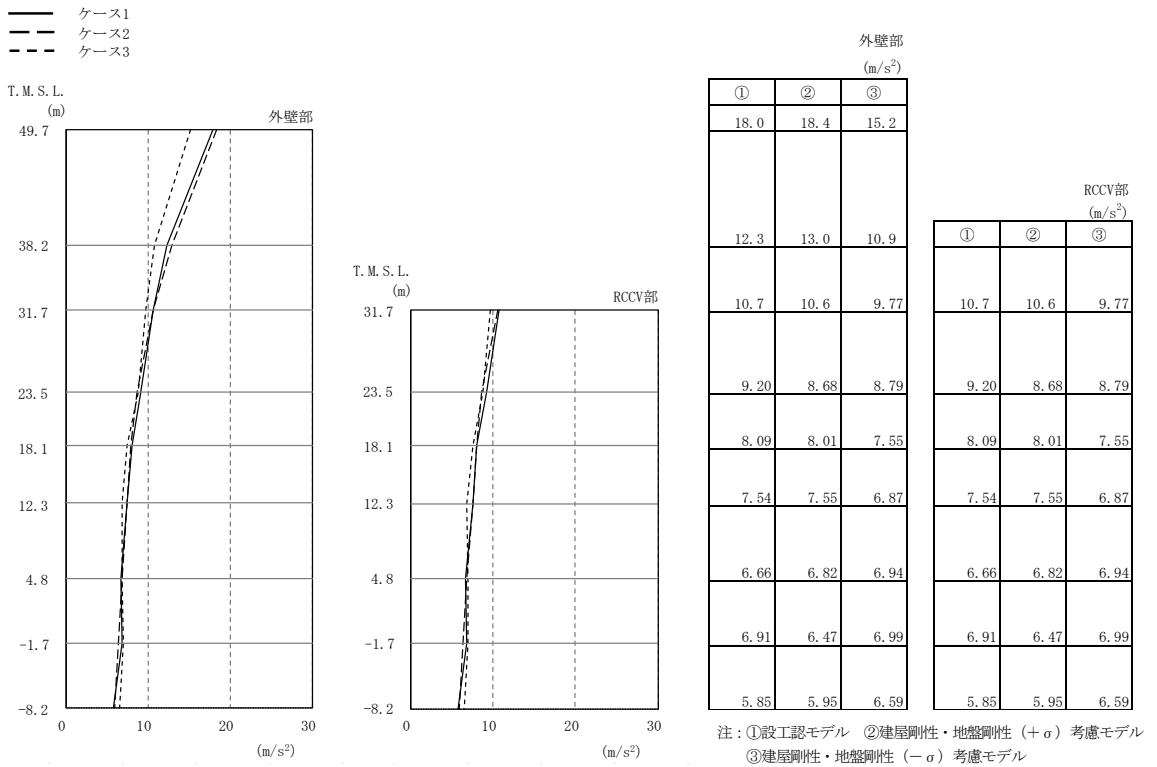 ケース1
ケース2
ケース3
T.M.S.L.
(m)
外壁部
49.7
38.2
31.7
23.5
18.1
12.3
4.8
-1.7
-8.2
0 10 20 30
(m/s²)
T.M.S.L.
(m)
RCCV部
31.7
23.5
18.1
12.3
4.8
-1.7
-8.2
0 10 20 30
(m/s²)
外壁部
(m/s²)
① ② ③
18.0 18.4 15.2
12.3 13.0 10.9
10.7 10.6 9.77
9.20 8.68 8.79
8.09 8.01 7.55
7.54 7.55 6.87
6.66 6.82 6.94
6.91 6.47 6.99
5.85 5.95 6.59
RCCV部
(m/s²)
① ② ③
10.7 10.6 9.77
9.20 8.68 8.79
8.09 8.01 7.55
7.54 7.55 6.87
6.66 6.82 6.94
6.91 6.47 6.99
5.85 5.95 6.59
注:①設工認モデル ②建屋剛性・地盤剛性(+σ)考慮モデル
③建屋剛性・地盤剛性(-σ)考慮モデル